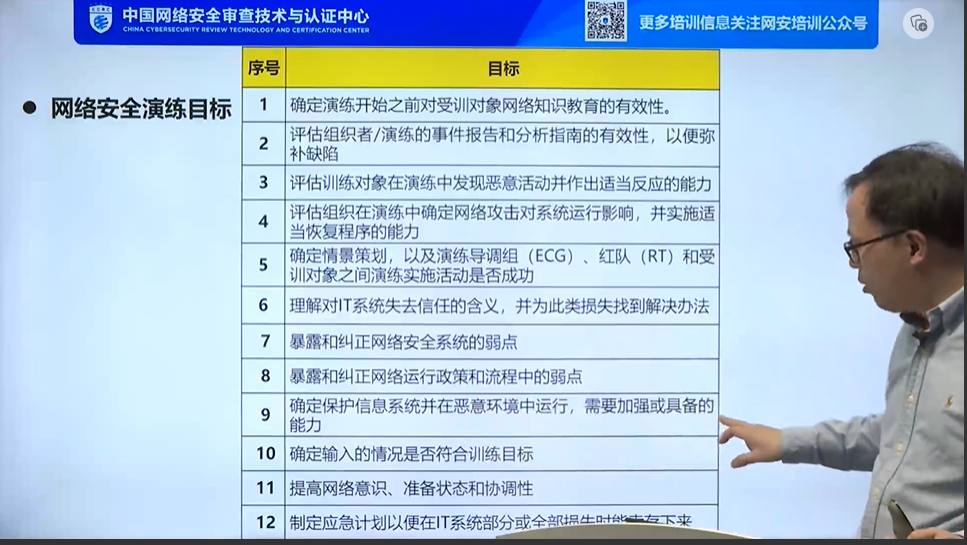 中国网络安全审查技术与认证中心
CHINA CYBERSECURITY REVIEW TECHNOLOGY AND CERTIFICATION CENTER
更多培训信息关注网安培训公众号
● 网络安全演练目标
序号 目标
1 确定演练开始之前对受训对象网络知识教育的有效性。
2 评估组织者/演练的事件报告和分析指南的有效性，以便弥
补缺陷
3 评估训练对象在演练中发现恶意活动并作出适当反应的能力
4 评估组织在演练中确定网络攻击对系统运行影响，并实施适
当恢复程序的能力
5 确定情景策划，以及演练导调组（ECG）、红队（RT）和受
训对象之间演练实施活动是否成功
6 理解对IT系统失去信任的含义，并为此类损失找到解决办法
7 暴露和纠正网络安全系统的弱点
8 暴露和纠正网络运行政策和流程中的弱点
9 确定保护信息系统并在恶意环境中运行，需要加强或具备的
能力
10 确定输入的情况是否符合训练目标
11 提高网络意识、准备状态和协调性
12 制定应急计划以便在IT系统部分或全部损失时能幸存下来